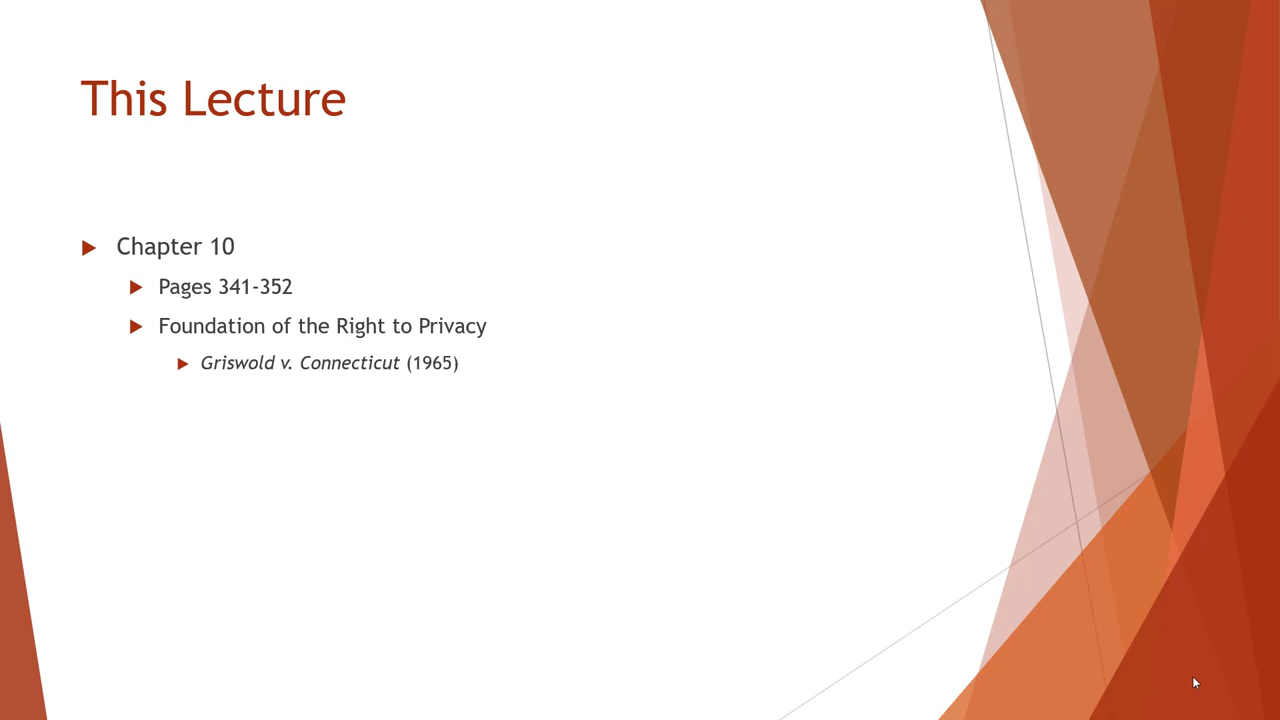 This Lecture
Chapter 10
Pages 341-352
Foundation of the Right to Privacy
Griswold v. Connecticut (1965)